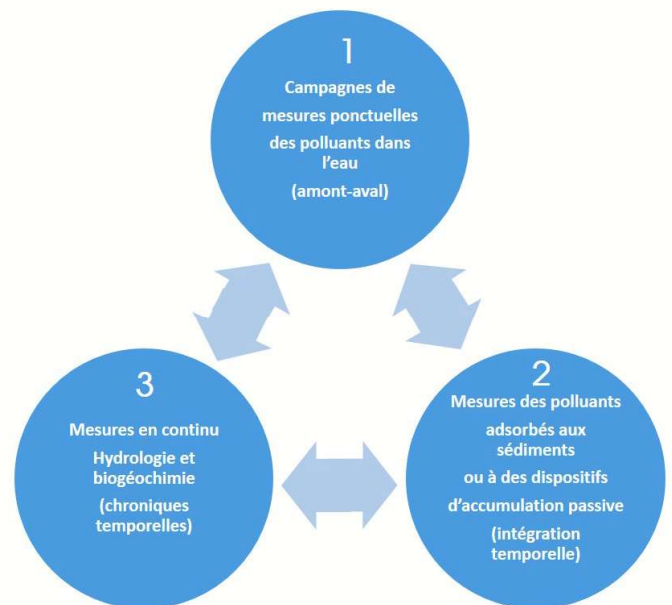 1
Campagnes de
mesures ponctuelles
des polluants dans
l'eau
(amont-aval)
2
Mesures des polluants
adsorbés aux
sédiments
ou à des dispositifs
d'accumulation passive
(intégration
temporelle)
3
Mesures en continu
Hydrologie et
biogéochimie
(chroniques
temporelles)